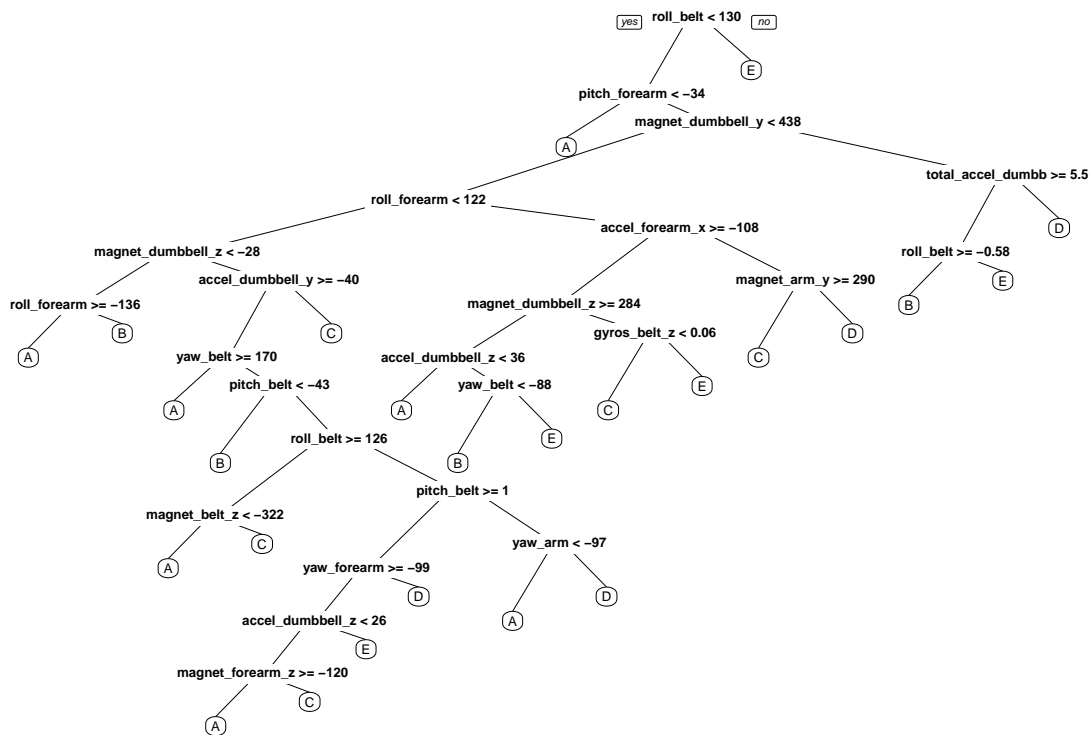 yes
roll_belt < 130
no
E
pitch_forearm < −34
A
magnet_dumbbell_y < 438
total_accel_dumbb >= 5.5
roll_forearm < 122
D
accel_forearm_x >= −108
magnet_dumbbell_z < −28
roll_belt >= −0.58
accel_dumbbell_y >= −40
magnet_arm_y >= 290
E
roll_forearm >= −136
magnet_dumbbell_z >= 284
B
B
C
gyros_belt_z < 0.06
D
A
yaw_belt >= 170
accel_dumbbell_z < 36
C
pitch_belt < −43
yaw_belt < −88
E
A
A
C
roll_belt >= 126
E
B
B
pitch_belt >= 1
magnet_belt_z < −322
C
yaw_arm < −97
A
yaw_forearm >= −99
D
D
accel_dumbbell_z < 26
A
E
magnet_forearm_z >= −120
C
A